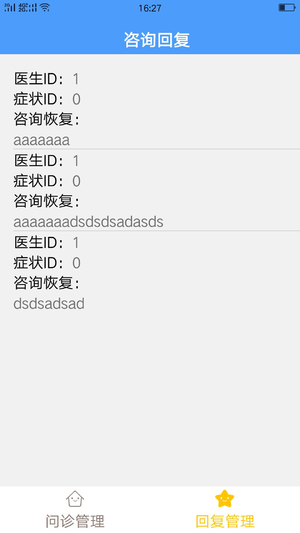 16:27
咨询回复
医生ID： 1
症状ID： 0
咨询恢复：
aaaaaaa
医生ID： 1
症状ID： 0
咨询恢复：
aaaaaaadsdsdsadasds
医生ID： 1
症状ID： 0
咨询恢复：
dsdsadsad
问诊管理 回复管理